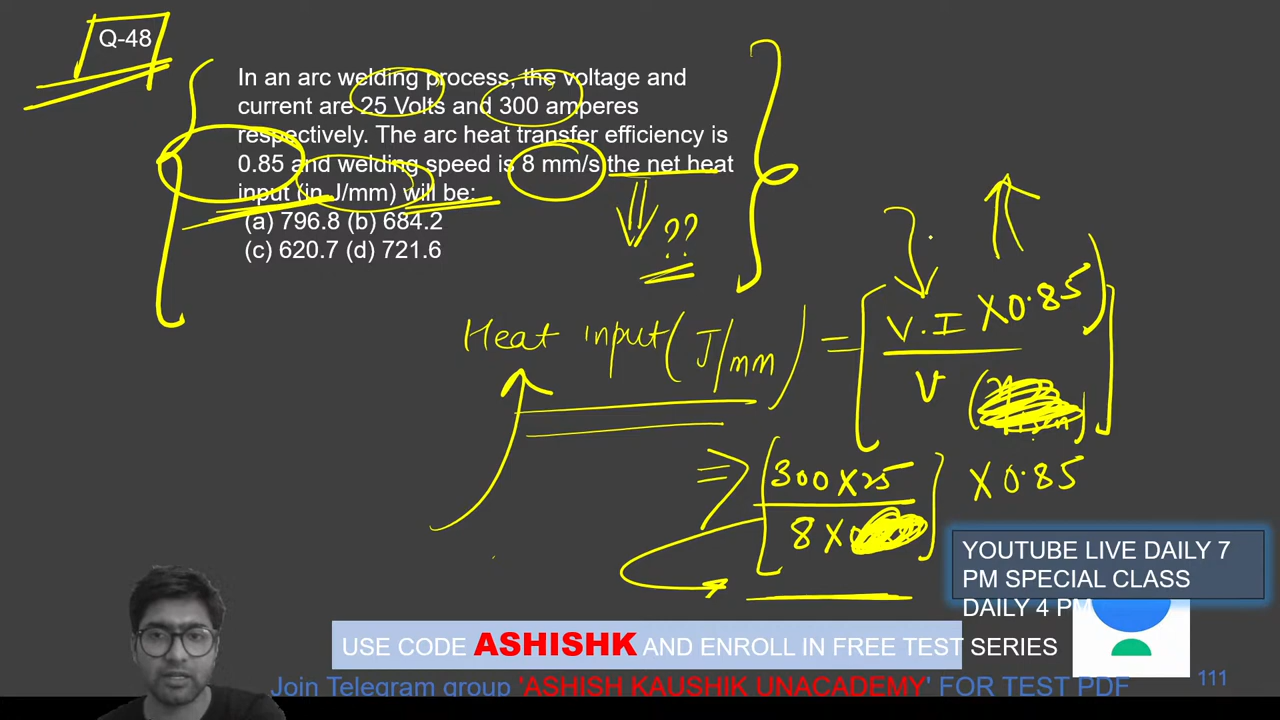 Q-48
In an arc welding process, the voltage and
current are 25 Volts and 300 amperes
respectively. The arc heat transfer efficiency is
0.85 and welding speed is 8 mm/s the net heat
input (in J/mm) will be:
(a) 796.8 (b) 684.2
(c) 620.7 (d) 721.6
??
Heat input (J/mm) = [V.I X 0.85)
V
=> [300 X 25] X 0.85
8 X
YOUTUBE LIVE DAILY 7
PM SPECIAL CLASS
DAILY 4 PM
USE CODE ASHISHK AND ENROLL IN FREE TEST SERIES
Join Telegram group 'ASHISH KAUSHIK UNACADEMY' FOR TEST PDF
111